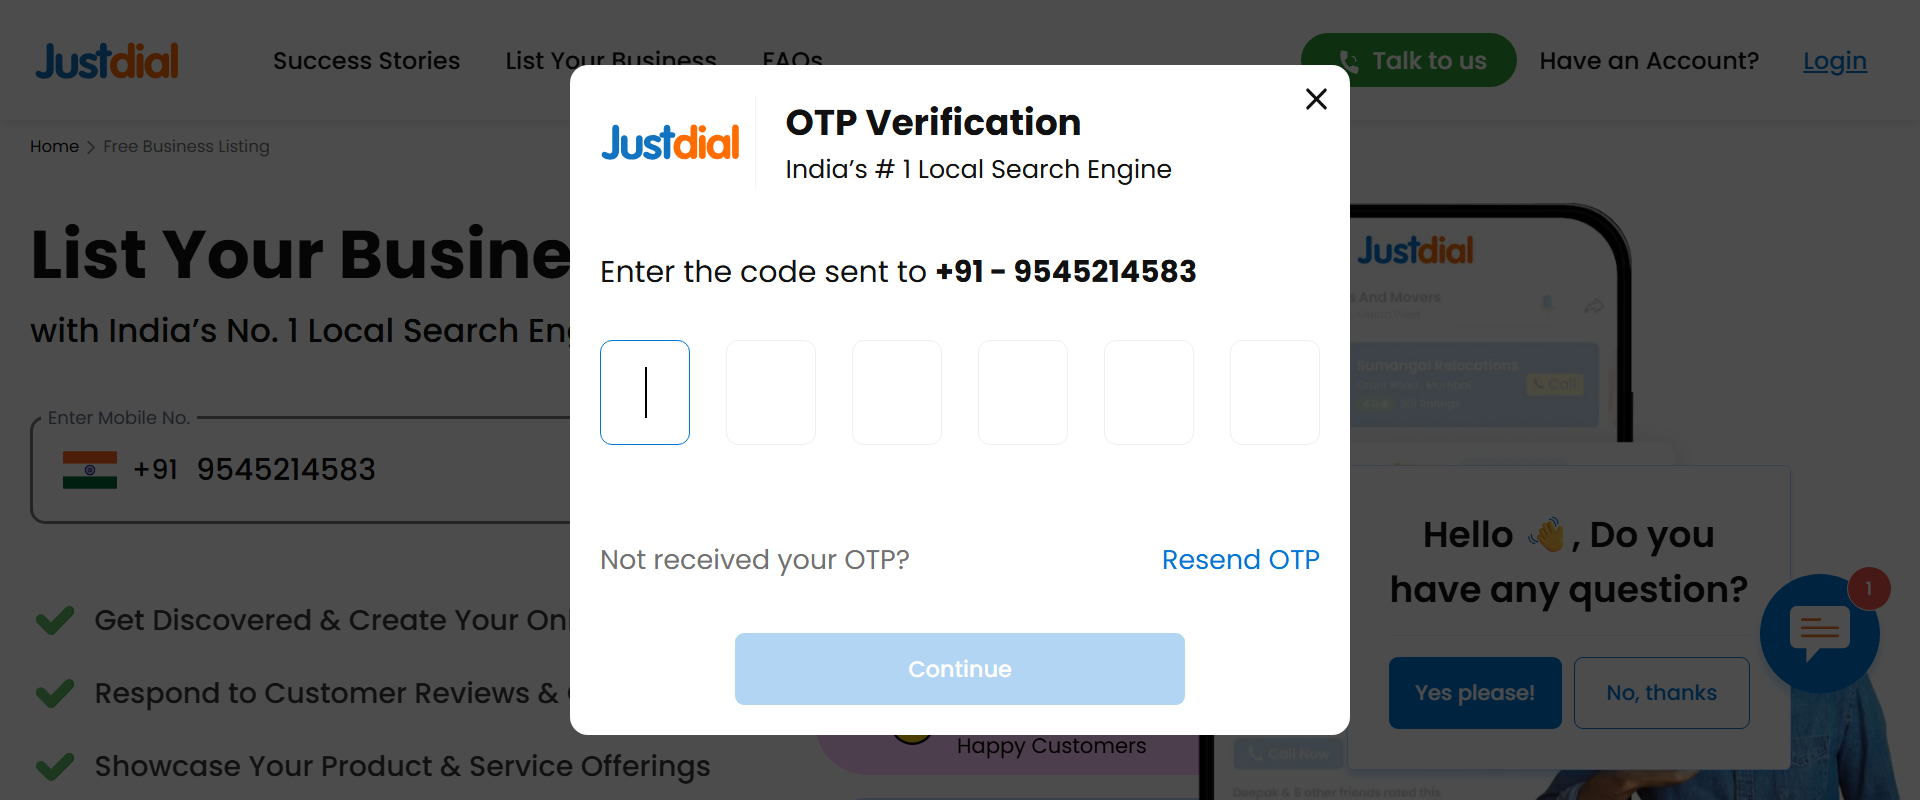 Justdial
Success Stories
List Your Business
FAQs
Talk to us
Have an Account?
Login
Home
Free Business Listing
List Your Busine
with India’s No. 1 Local Search En
Enter Mobile No.
+91 9545214583
Get Discovered & Create Your Onl
Respond to Customer Reviews &
Showcase Your Product & Service Offerings
Justdial
OTP Verification
India’s # 1 Local Search Engine
Enter the code sent to +91 - 9545214583
Not received your OTP?
Resend OTP
Continue
Happy Customers
Justdial
s And Movers
Sumangal Relocations
Call
Hello 👋, Do you
have any question?
Yes please!
No, thanks
1
Call Now
Deepak & 8 other friends rated this